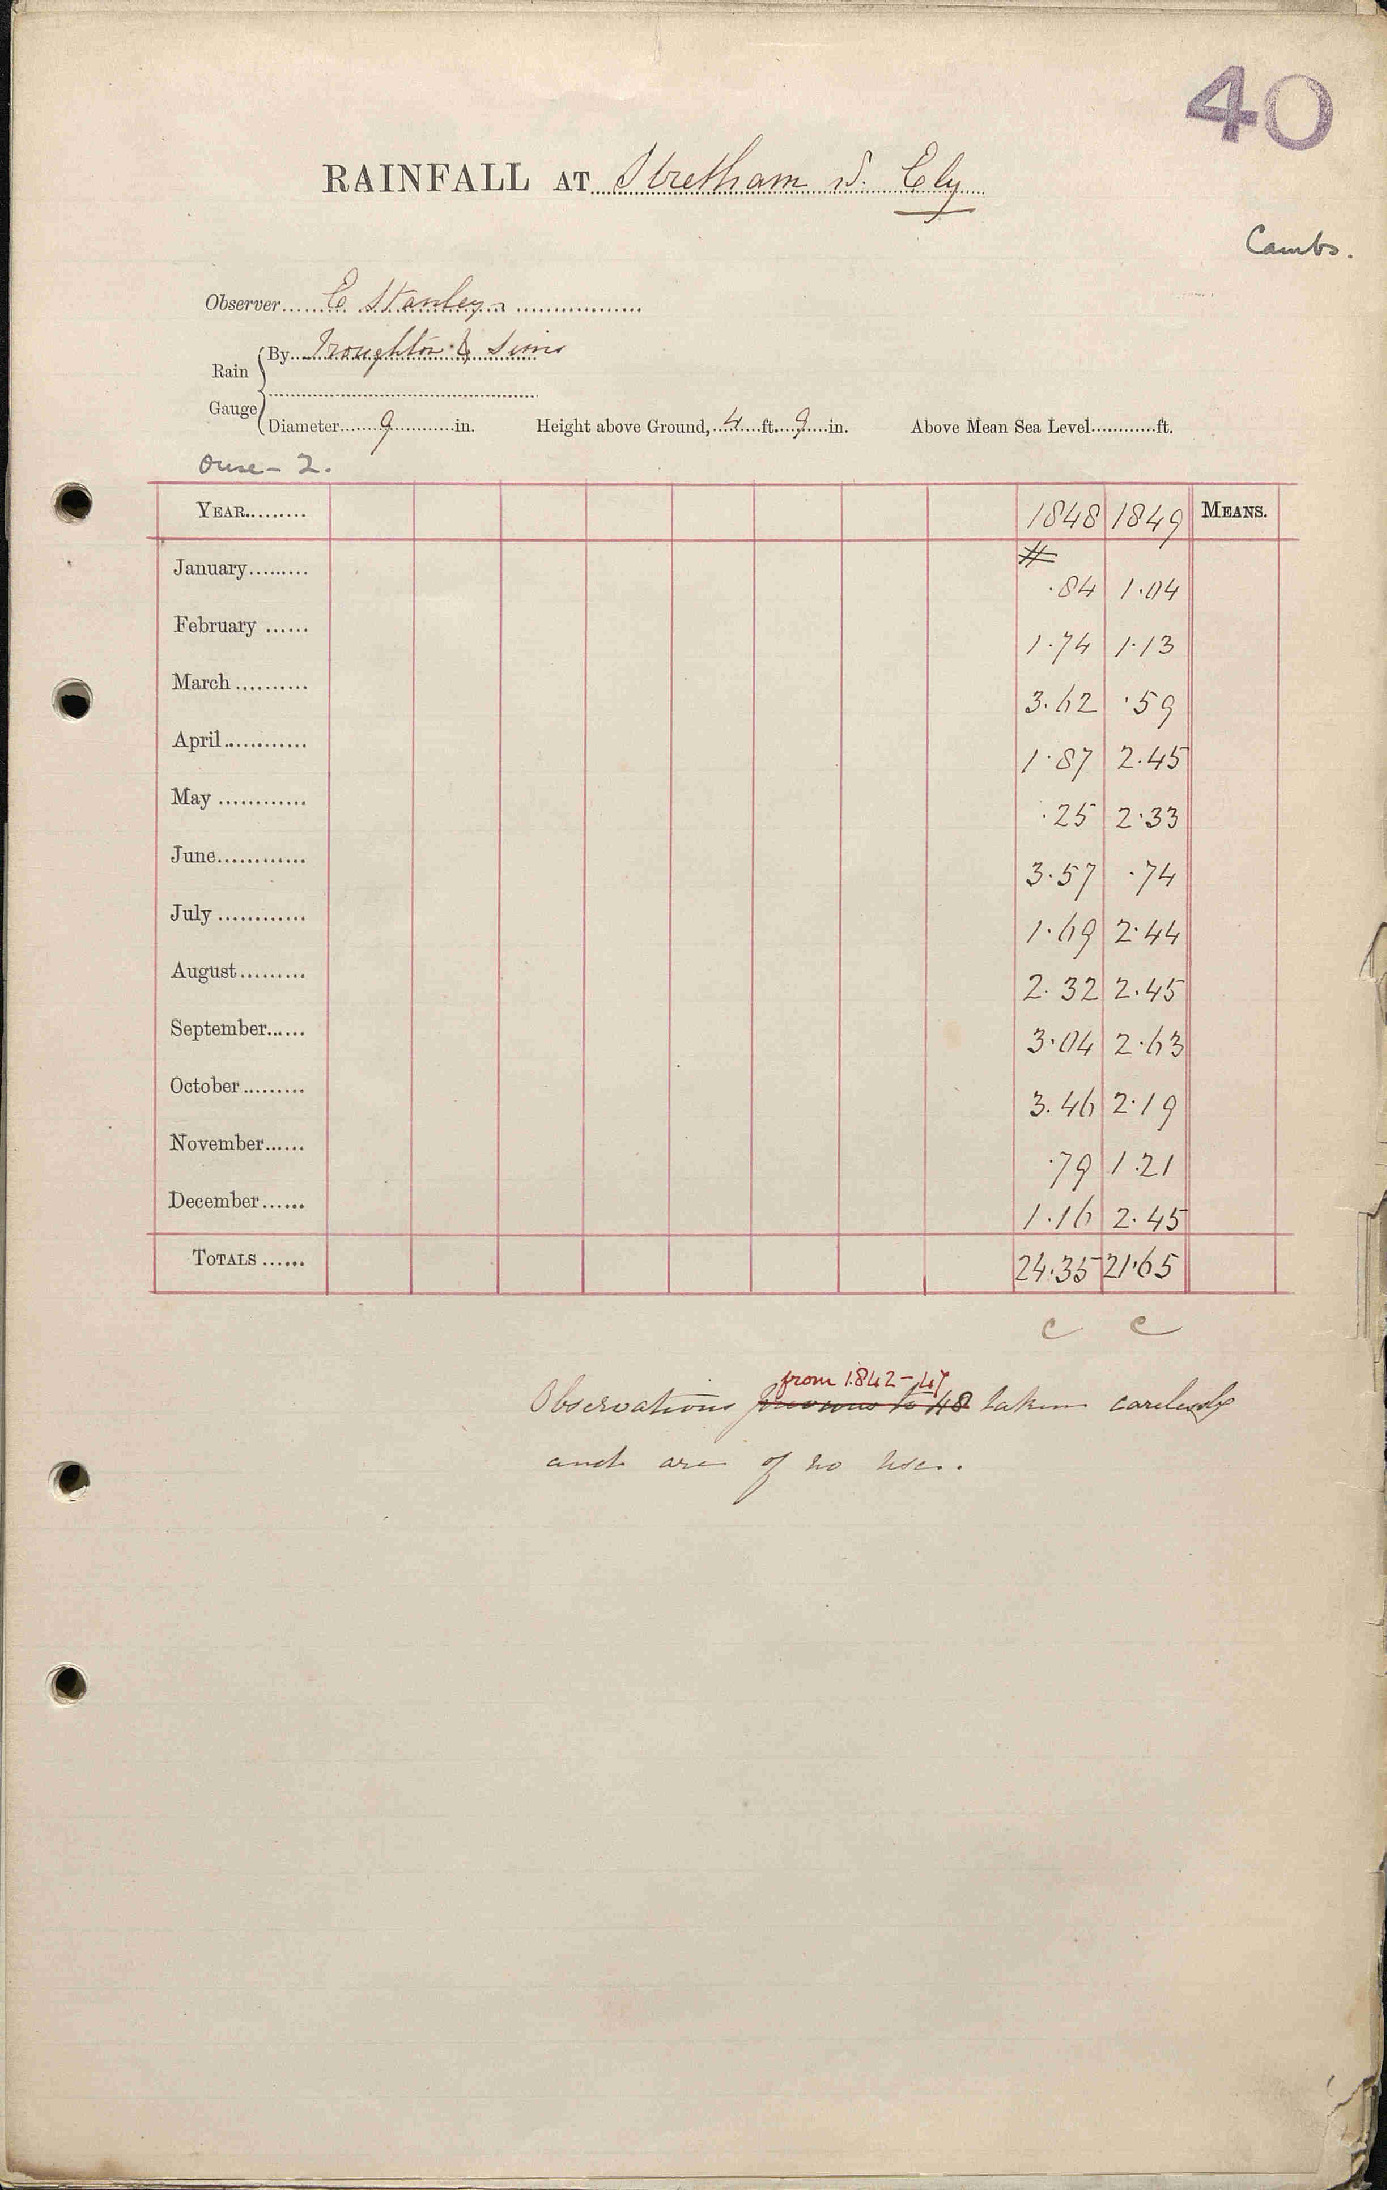 40
RAINFALL AT Stretham S. Ely
Cambs.
Observer E Stanley
Rain Gauge By Troughton & Sims
Diameter 9 in. Height above Ground, 4 ft. 9 in. Above Mean Sea Level ft.
Ouse - 2.
YEAR 1848 1849 MEANS.
#
January .84 1.04
February 1.74 1.13
March 3.62 .59
April 1.87 2.45
May .25 2.33
June 3.57 .74
July 1.69 2.44
August 2.32 2.45
September 3.04 2.63
October 3.46 2.19
November .79 1.21
December 1.16 2.45
TOTALS 24.35 21.65
c c
from 1842-47
Observations previous to 48 taken carelessly
and are of no use.